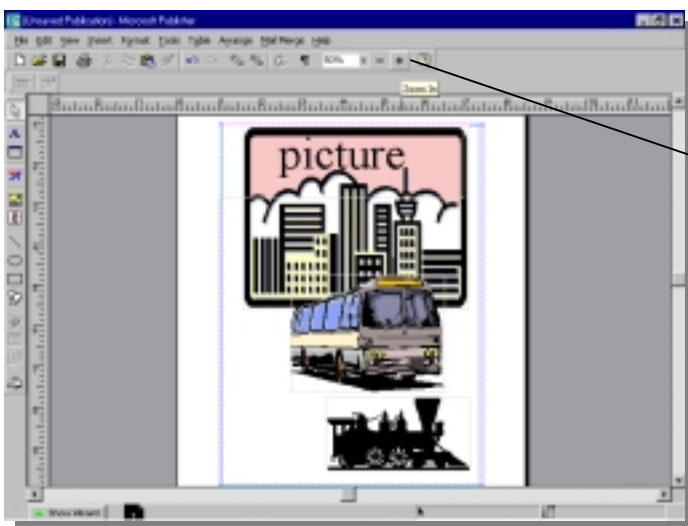 (Unsaved Publication) - Microsoft Publisher
File Edit View Insert Format Tools Table Arrange Mail Merge Help
50%
Zoom In
picture
Show Wizard